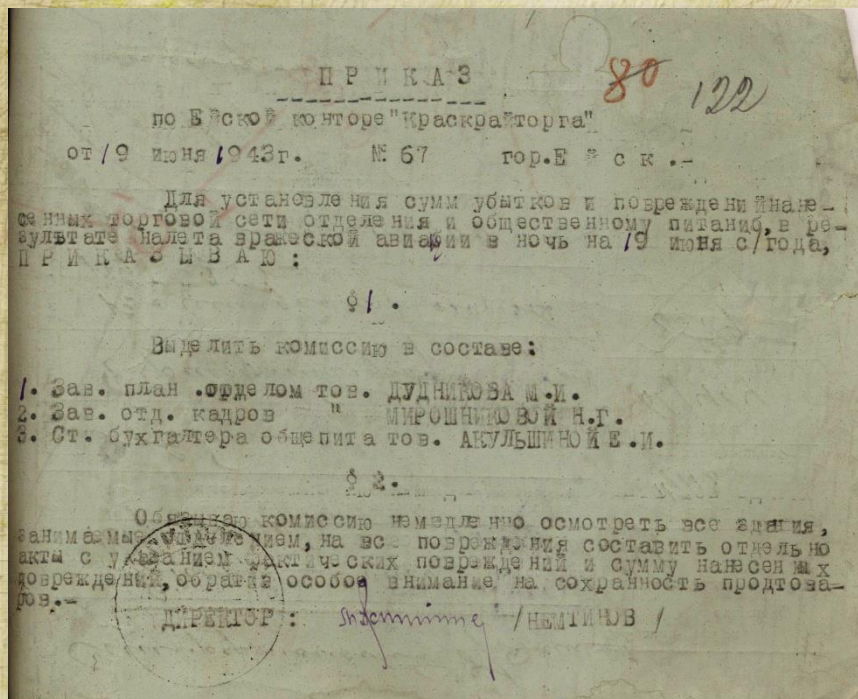 ПРИКАЗ
80 122
по Ейской конторе "Краскрайторга"
от 19 июня 1943г. № 67 гор.Е й с к .-
Для установления сумм убытков и повреждений нане-
сенных торговой сети отделения и общественному питанию, в ре-
зультате налета вражеской авиации в ночь на 19 июня с/года,
П Р И К А З Ы В А Ю :
§ 1.
Выделить комиссию в составе:
1. Зав. план .отделом тов. ДУДНИКОВА М.И.
2. Зав. отд. кадров " МИРОШНИКОВОЙ Н.Г.
3. Ст. бухгалтера общепита тов. АКУЛЬШИНОЙ Е.И.
§ 2.
Обязываю комиссию немедленно осмотреть все здания,
занимаемые отделением, на все повреждения составить отдельно
акты с указанием фактических повреждений и сумму нанесенных
повреждений, обратив особое внимание на сохранность продтова-
ров.-
ДИРЕКТОР: /НЕМТИНОВ /